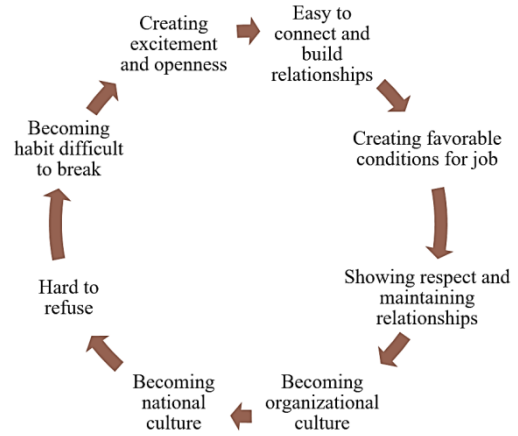 Creating
excitement
and openness
Easy to
connect and
build
relationships
Creating favorable
conditions for job
Showing respect and
maintaining
relationships
Becoming
organizational
culture
Becoming
national
culture
Hard to
refuse
Becoming
habit difficult
to break